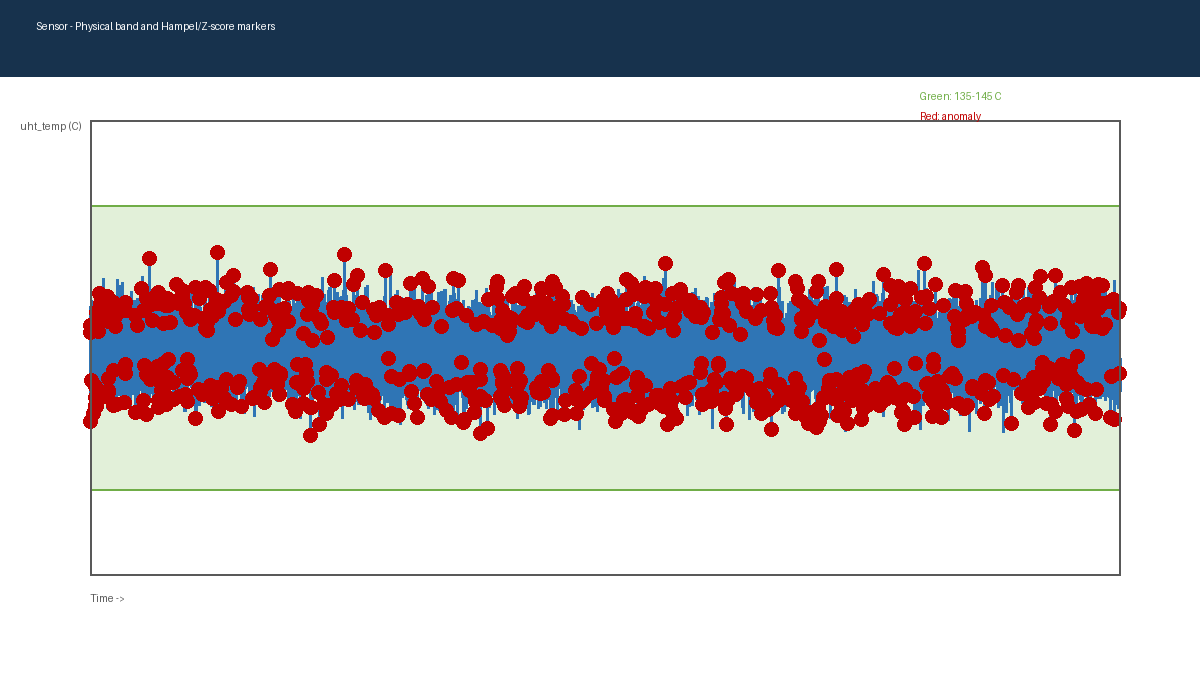 Sensor - Physical band and Hampel/Z-score markers
Green: 135-145 C
Red: anomaly
uht_temp (C)
Time ->